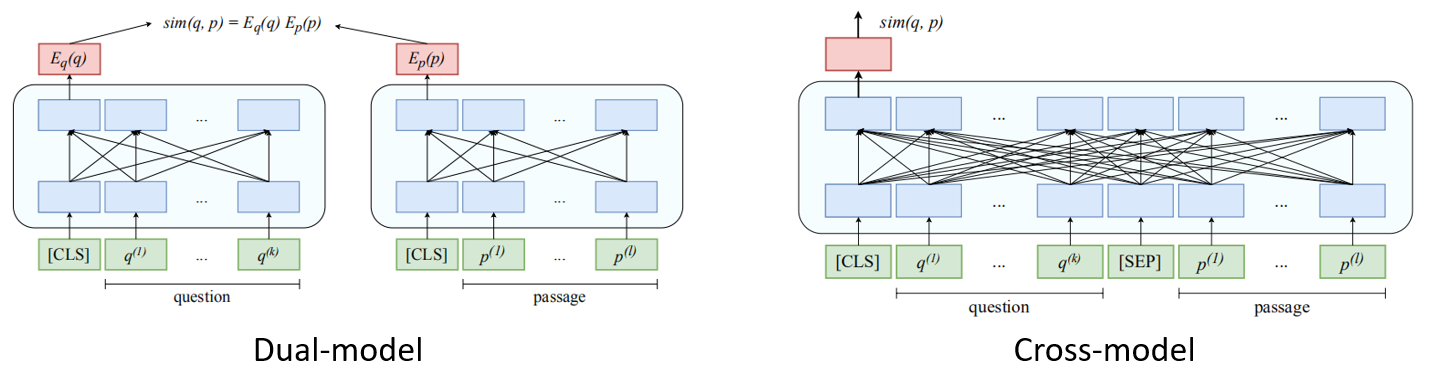 sim(q, p) = E_q(q) E_p(p)
E_q(q)
E_p(p)
...
...
...
...
[CLS] q^(1) ... q^(k)
[CLS] p^(1) ... p^(l)
question
passage
Dual-model
sim(q, p)
...
...
...
...
[CLS] q^(1) ... q^(k) [SEP] p^(1) ... p^(l)
question
passage
Cross-model